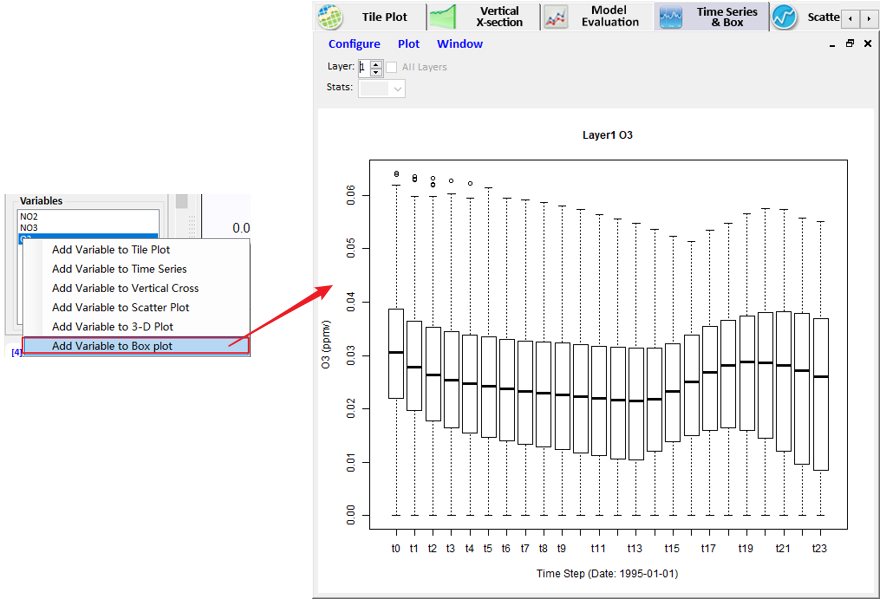 Tile Plot
Vertical
X-section
Model
Evaluation
Time Series
& Box
Scatte
Configure Plot Window
Layer: 1 All Layers
Stats:
Layer1 O3
Variables
NO2
NO3
0.0
Add Variable to Tile Plot
Add Variable to Time Series
Add Variable to Vertical Cross
Add Variable to Scatter Plot
Add Variable to 3-D Plot
Add Variable to Box plot
[4]
O3 (ppmv)
0.06
0.05
0.04
0.03
0.02
0.01
0.00
t0 t1 t2 t3 t4 t5 t6 t7 t8 t9 t11 t13 t15 t17 t19 t21 t23
Time Step (Date: 1995-01-01)